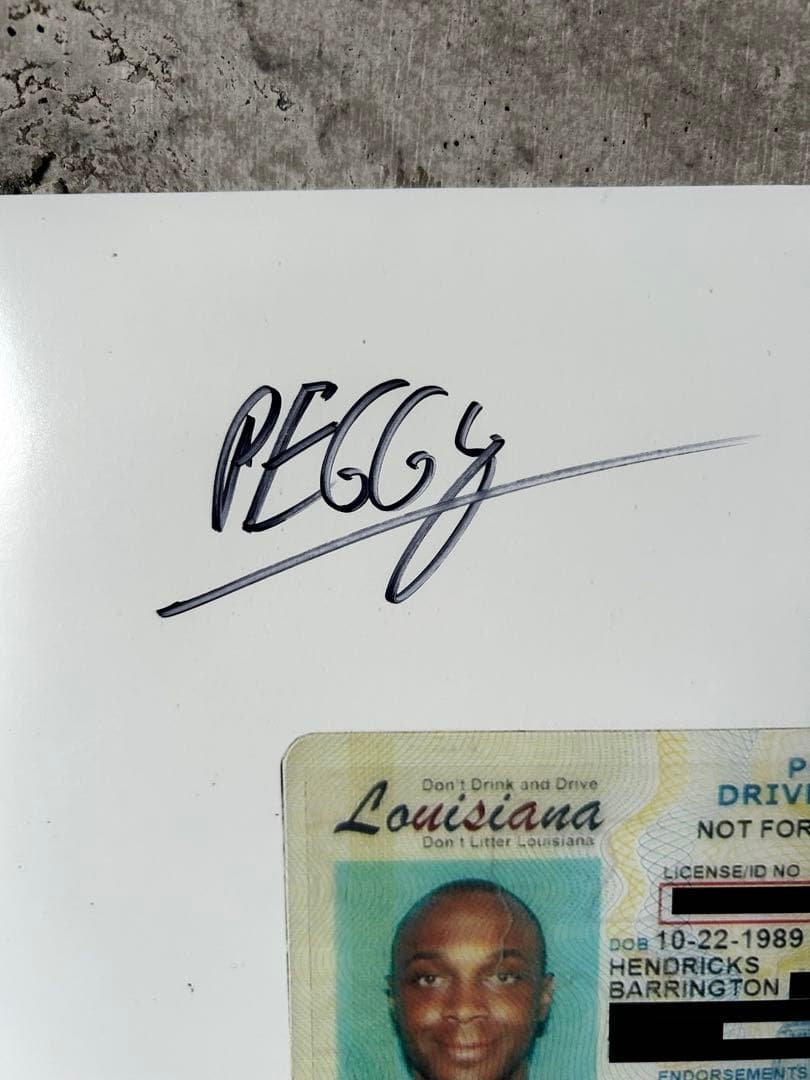 PEGGy
Don't Drink and Drive
Louisiana
Don't Litter Louisiana
P
DRIV
NOT FOR
LICENSE/ID NO
DOB 10-22-1989
HENDRICKS
BARRINGTON
ENDORSEMENTS